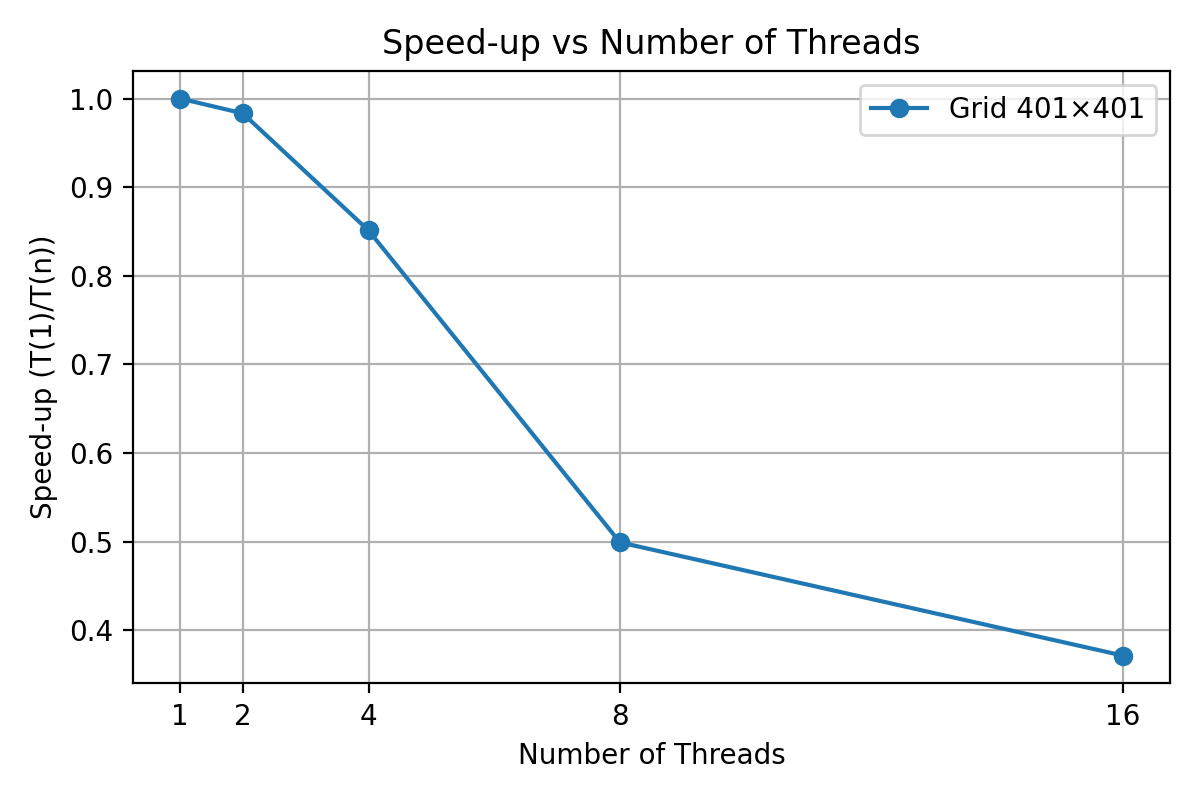 Speed-up vs Number of Threads
Grid 401×401
Speed-up (T(1)/T(n))
1.0
0.9
0.8
0.7
0.6
0.5
0.4
1 2 4 8 16
Number of Threads